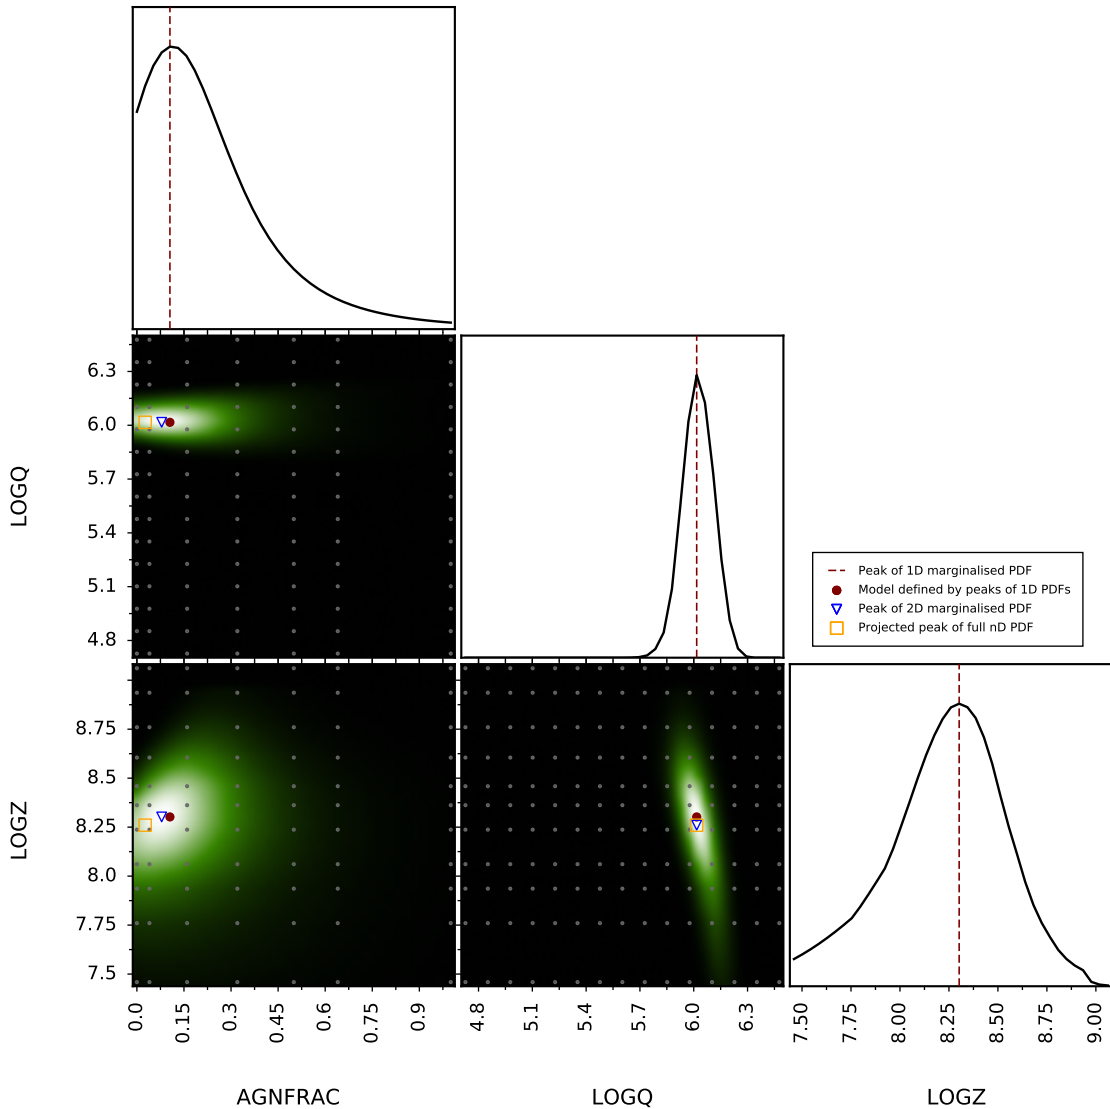 6.3
6.0
5.7
5.4
5.1
4.8
LOGQ
Peak of 1D marginalised PDF
Model defined by peaks of 1D PDFs
Peak of 2D marginalised PDF
Projected peak of full nD PDF
8.75
8.5
8.25
8.0
7.75
7.5
LOGZ
0.0 0.15 0.3 0.45 0.6 0.75 0.9
4.8 5.1 5.4 5.7 6.0 6.3
7.50 7.75 8.00 8.25 8.50 8.75 9.00
AGNFRAC LOGQ LOGZ